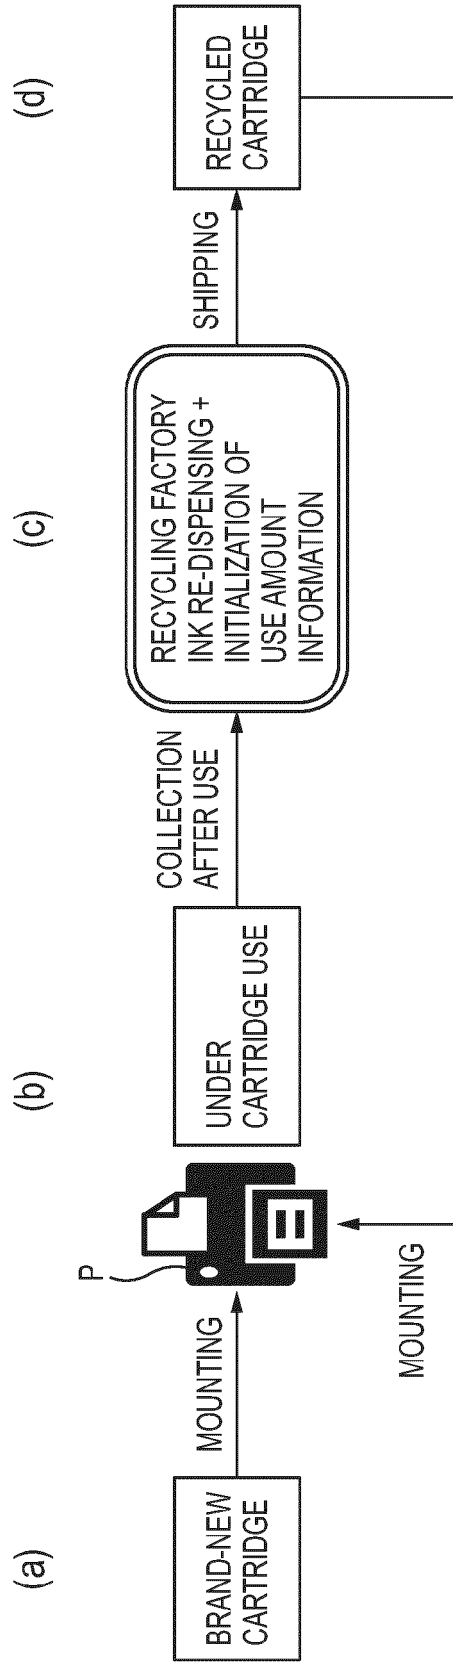 (a)
(b)
(c)
(d)
BRAND-NEW
CARTRIDGE
MOUNTING
P
UNDER
CARTRIDGE USE
COLLECTION
AFTER USE
RECYCLING FACTORY
INK RE-DISPENSING +
INITIALIZATION OF
USE AMOUNT
INFORMATION
SHIPPING
RECYCLED
CARTRIDGE
MOUNTING